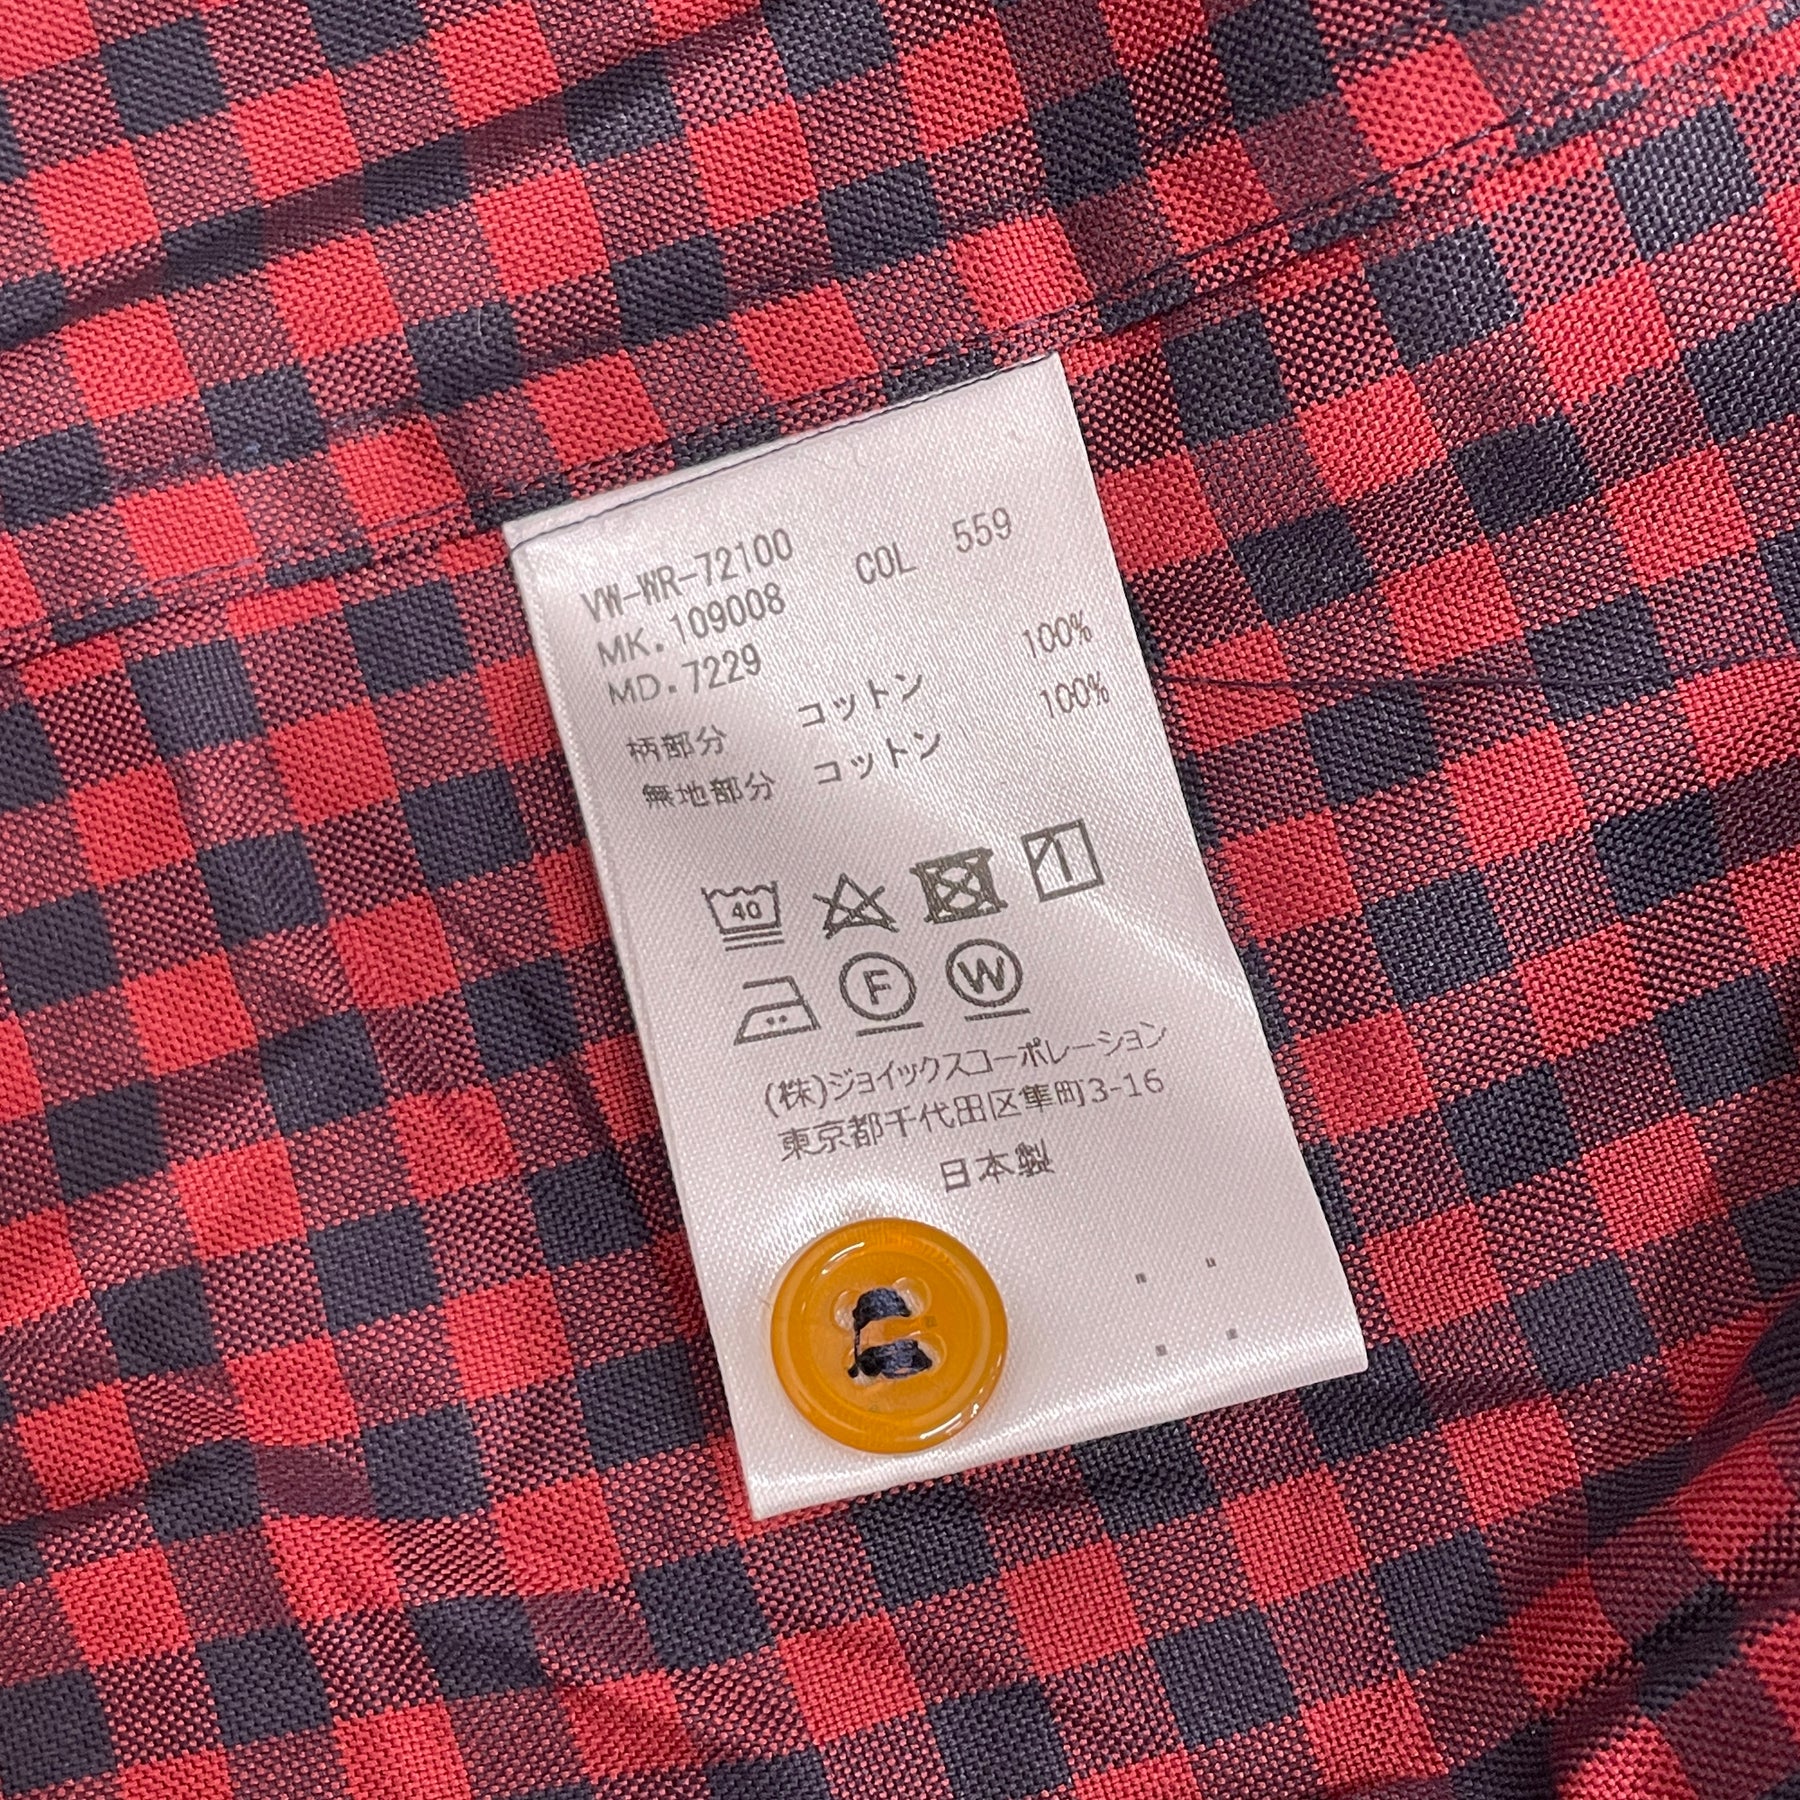 VW-WR-72100
MK.109008 COL 559
MD.7229
柄部分 コットン 100%
無地部分 コットン 100%
40
F W
(株)ジョイックスコーポレーション
東京都千代田区隼町3-16
日本製